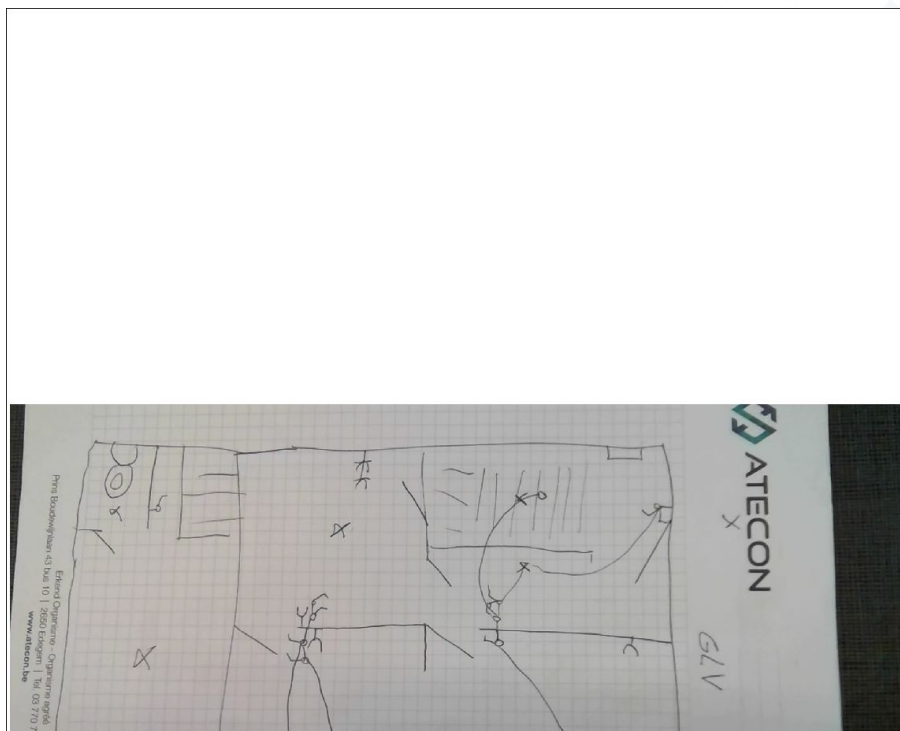 ATECON
X
GLV
Erkend Organisme - Organisme agréé
Prins Boudewijnlaan 43 bus 10 | 2650 Edegem | Tel. 03 770 7
www.atecon.be